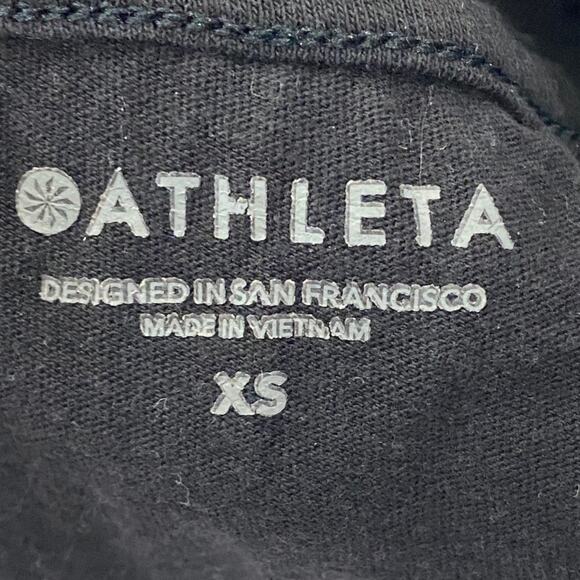 ATHLETA
DESIGNED IN SAN FRANCISCO
MADE IN VIETNAM
XS